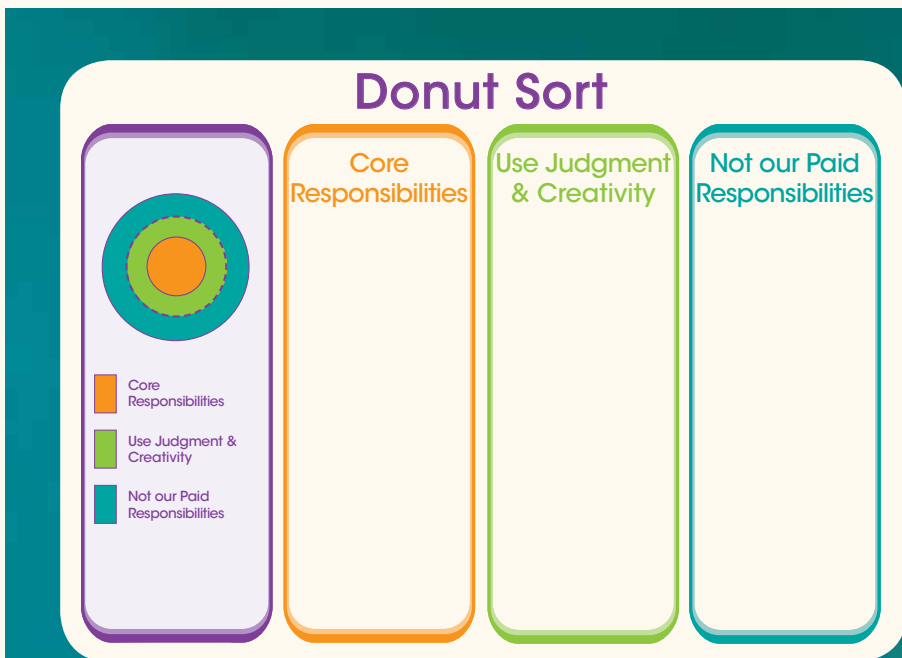 Donut Sort
Core
Responsibilities
Use Judgment &
Creativity
Not our Paid
Responsibilities
Core
Responsibilities
Use Judgment
& Creativity
Not our Paid
Responsibilities